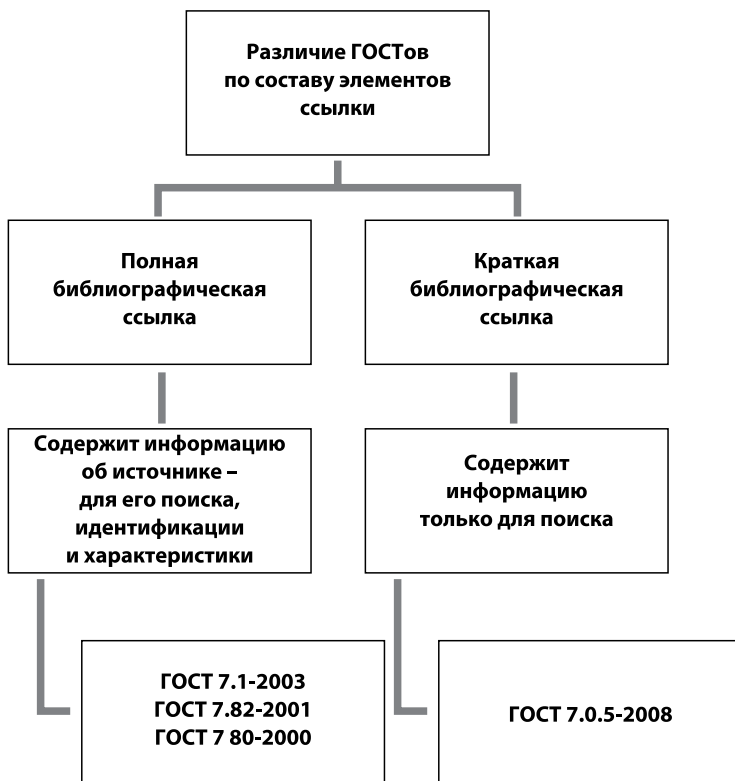 Различие ГОСТов
по составу элементов
ссылки
Полная
библиографическая
ссылка
Краткая
библиографическая
ссылка
Содержит информацию
об источнике –
для его поиска,
идентификации
и характеристики
Содержит
информацию
только для поиска
ГОСТ 7.1-2003
ГОСТ 7.82-2001
ГОСТ 7 80-2000
ГОСТ 7.0.5-2008